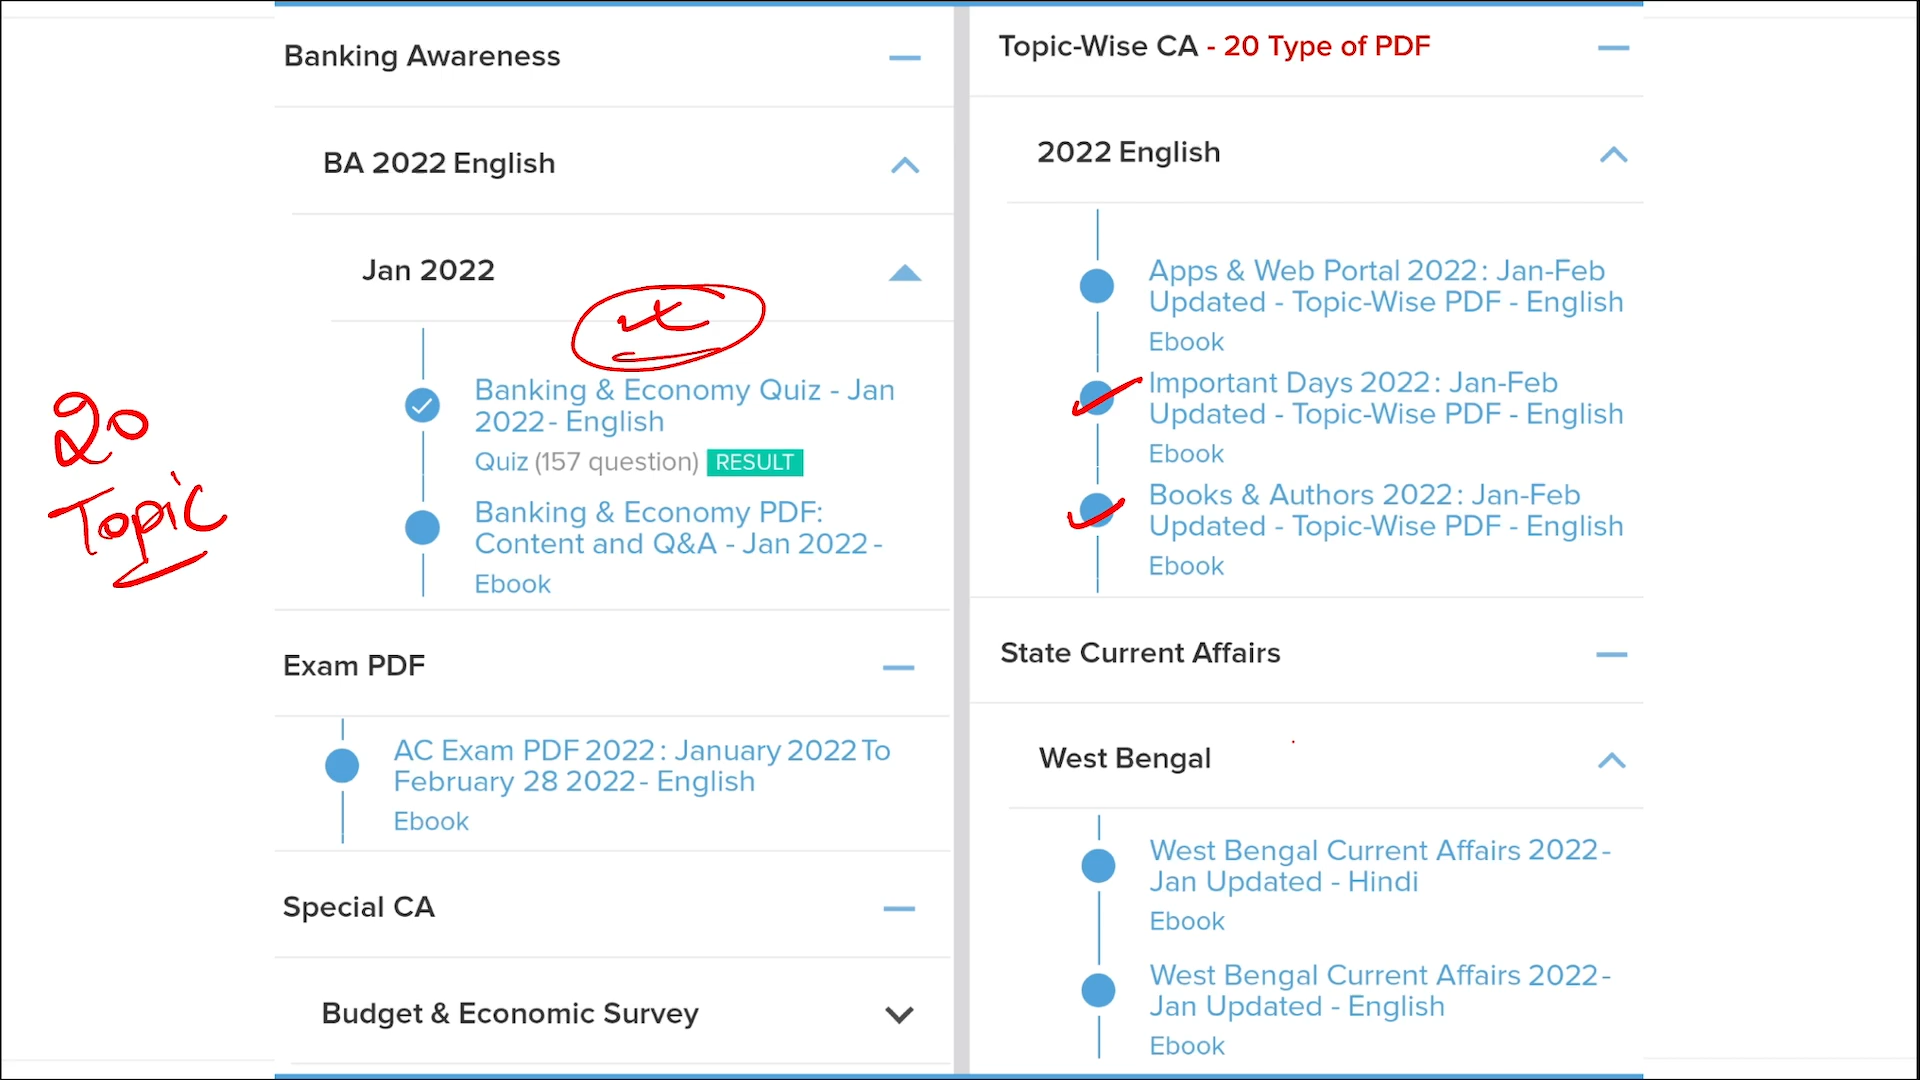 Banking Awareness
BA 2022 English
Jan 2022
Banking & Economy Quiz - Jan
2022 - English
Quiz (157 question) RESULT
Banking & Economy PDF:
Content and Q&A - Jan 2022 -
Ebook
Exam PDF
AC Exam PDF 2022 : January 2022 To
February 28 2022 - English
Ebook
Special CA
Budget & Economic Survey
20
Topic
Topic-Wise CA - 20 Type of PDF
2022 English
Apps & Web Portal 2022 : Jan-Feb
Updated - Topic-Wise PDF - English
Ebook
Important Days 2022 : Jan-Feb
Updated - Topic-Wise PDF - English
Ebook
Books & Authors 2022 : Jan-Feb
Updated - Topic-Wise PDF - English
Ebook
State Current Affairs
West Bengal
West Bengal Current Affairs 2022 -
Jan Updated - Hindi
Ebook
West Bengal Current Affairs 2022 -
Jan Updated - English
Ebook